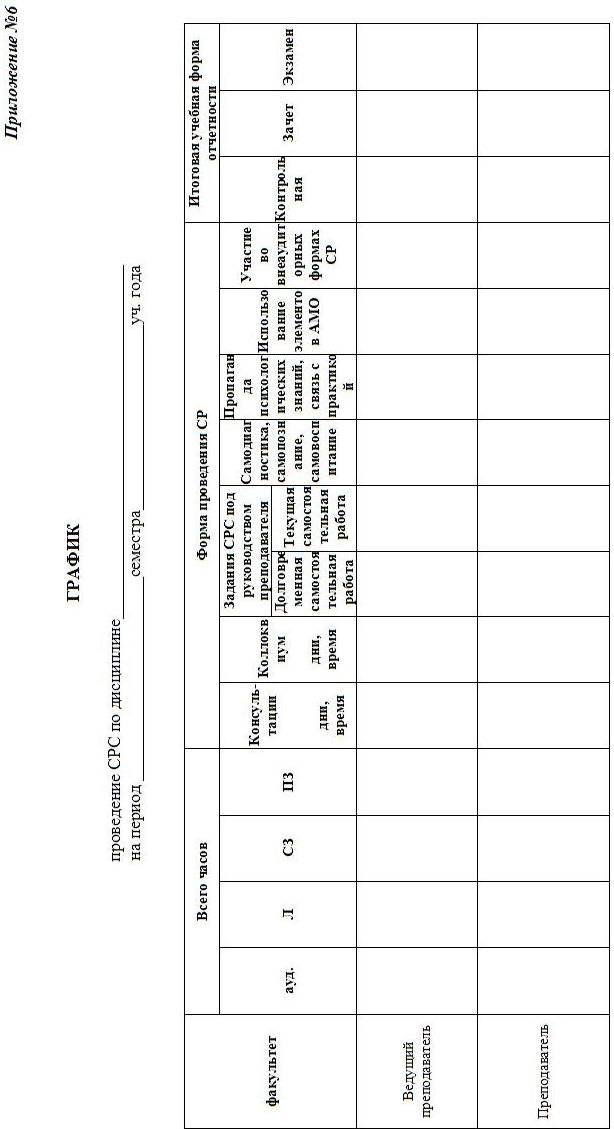 Приложение №6
ГРАФИК
проведение СРС по дисциплине
на период семестра уч. года
факультет
Всего часов
ауд.
Л
СЗ
ПЗ
Форма проведения СР
Консуль-
тации
дни,
время
Коллокв
иум
дни,
время
Задания СРС под
руководством
преподавателя
Долговре
менная
самостоя
тельная
работа
Текущая
самостоя
тельная
работа
Самодиаг
ностика,
самопозн
ание,
самовосп
итание
Пропаган
да
психолог
ических
знаний,
связь с
практико
й
Использо
вание
элементо
в АМО
Участие
во
внеаудит
орных
формах
СР
Итоговая учебная форма
отчетности
Контроль
ная
Зачет
Экзамен
Ведущий
преподаватель
Преподаватель